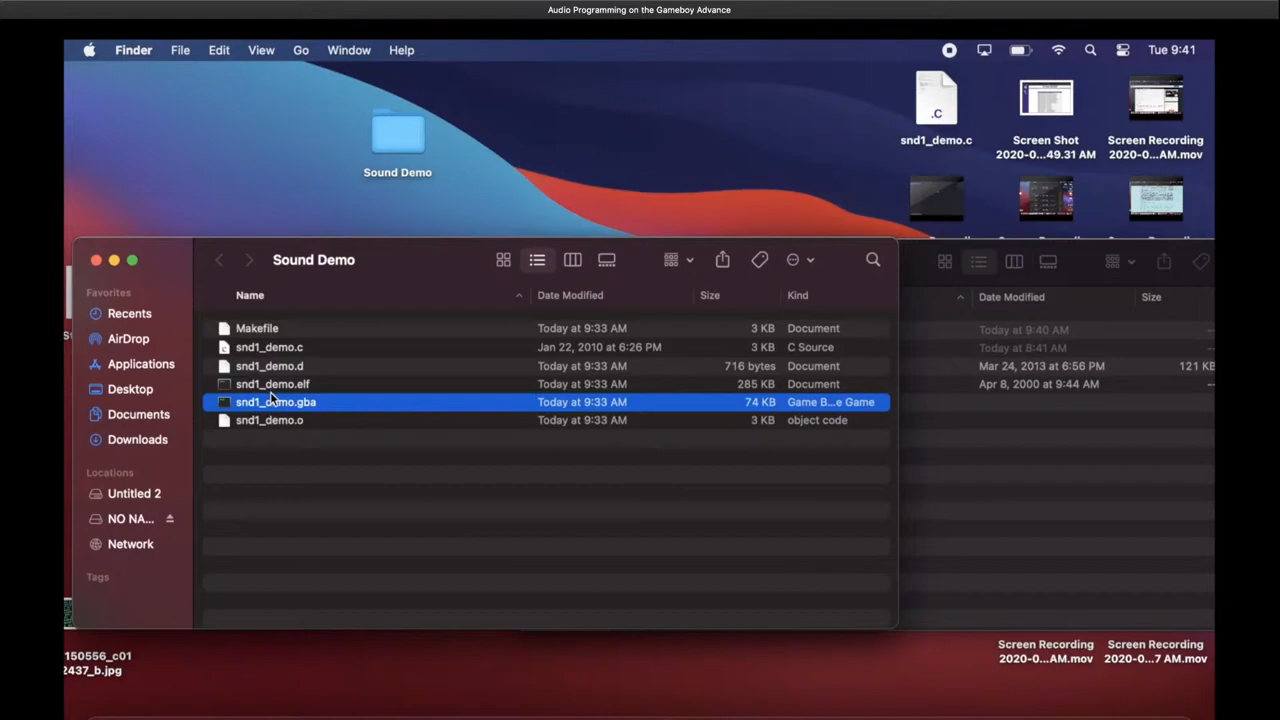 Audio Programming on the Gameboy Advance
Finder File Edit View Go Window Help Tue 9:41
.C
snd1_demo.c
Screen Shot
2020-0...49.31 AM
Screen Recording
2020-0...AM.mov
Sound Demo
Sound Demo
Favorites
Recents
AirDrop
Applications
Desktop
Documents
Downloads
Locations
Untitled 2
NO NA...
Network
Tags
Name Date Modified Size Kind
Makefile Today at 9:33 AM 3 KB Document
snd1_demo.c Jan 22, 2010 at 6:26 PM 3 KB C Source
snd1_demo.d Today at 9:33 AM 716 bytes Document
snd1_demo.elf Today at 9:33 AM 285 KB Document
snd1_demo.gba Today at 9:33 AM 74 KB Game B...e Game
snd1_demo.o Today at 9:33 AM 3 KB object code
Date Modified Size
Today at 9:40 AM --
Today at 8:41 AM --
Mar 24, 2013 at 6:56 PM 121 KB
Apr 8, 2000 at 9:44 AM --
150556_c01
2437_b.jpg
Screen Recording
2020-0...AM.mov
Screen Recording
2020-0...7 AM.mov